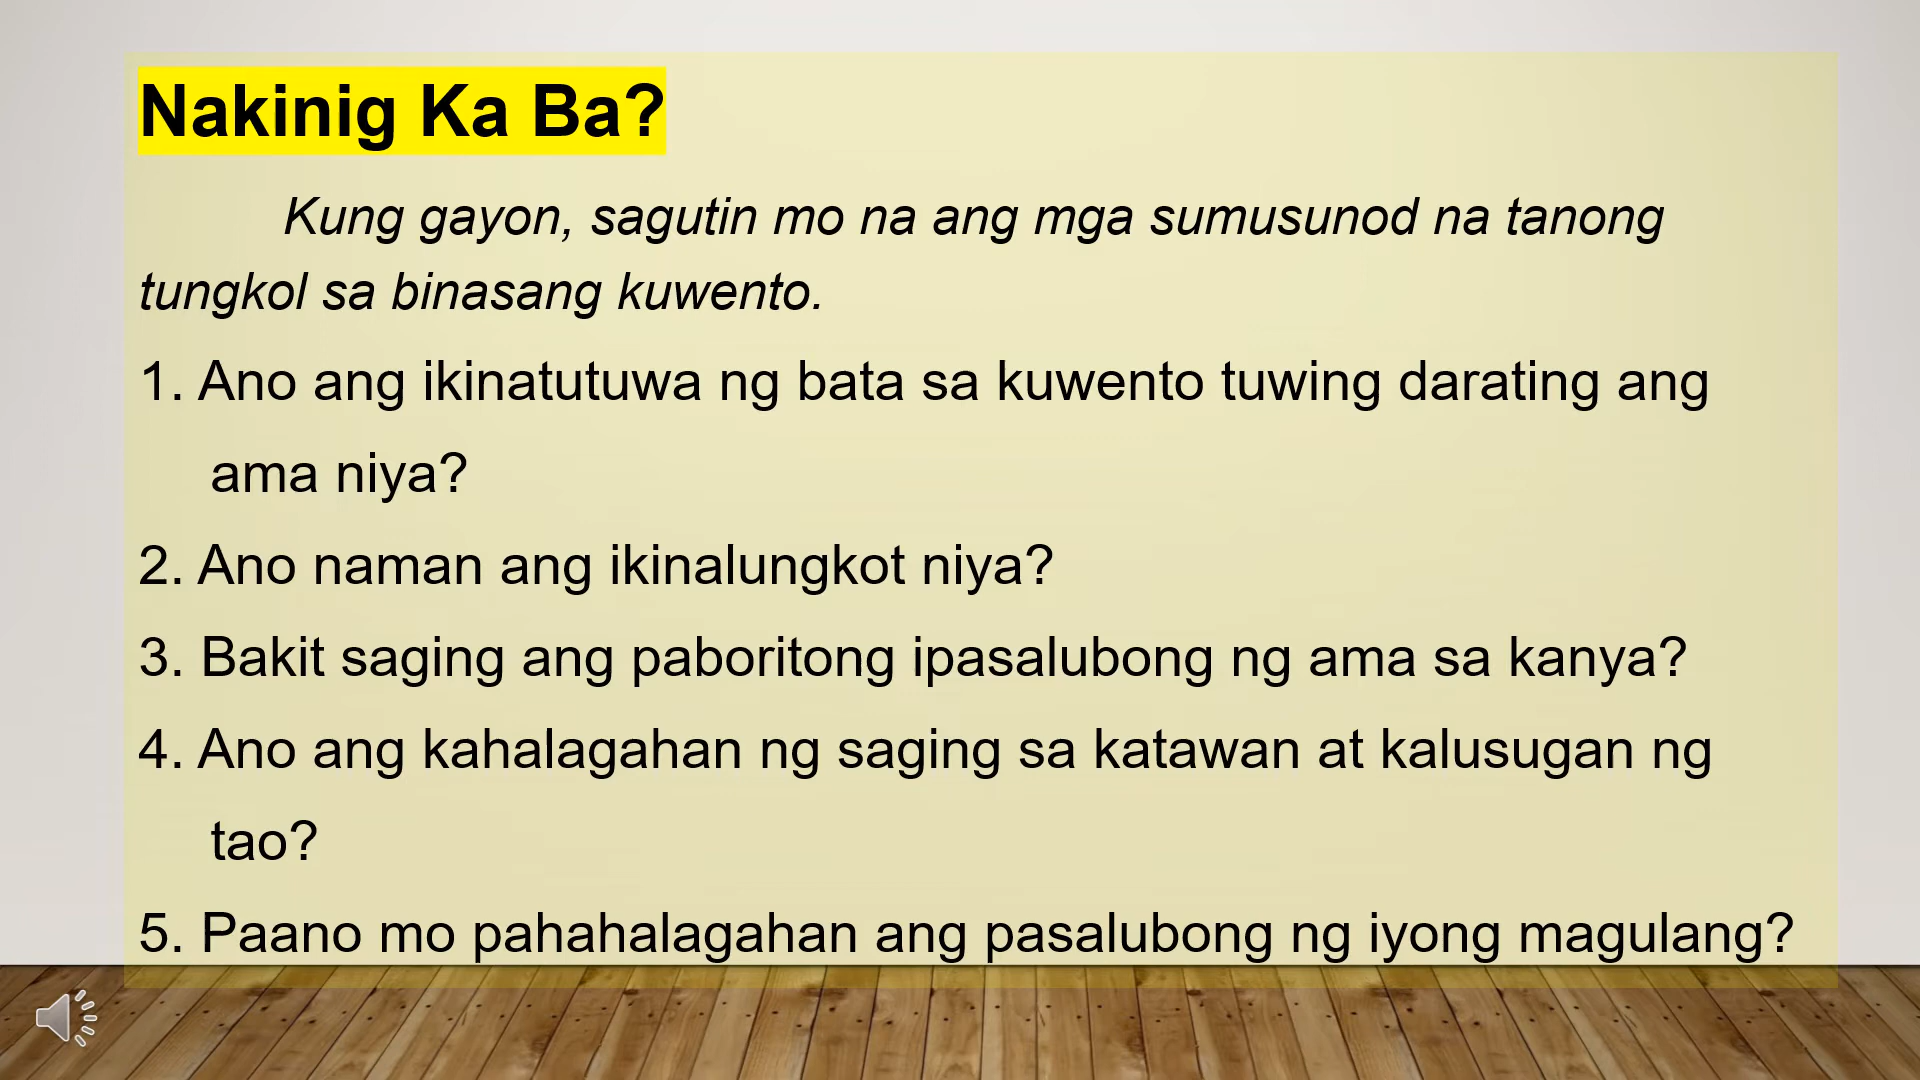 Nakinig Ka Ba?
Kung gayon, sagutin mo na ang mga sumusunod na tanong
tungkol sa binasang kuwento.
1. Ano ang ikinatutuwa ng bata sa kuwento tuwing darating ang
ama niya?
2. Ano naman ang ikinalungkot niya?
3. Bakit saging ang paboritong ipasalubong ng ama sa kanya?
4. Ano ang kahalagahan ng saging sa katawan at kalusugan ng
tao?
5. Paano mo pahahalagahan ang pasalubong ng iyong magulang?